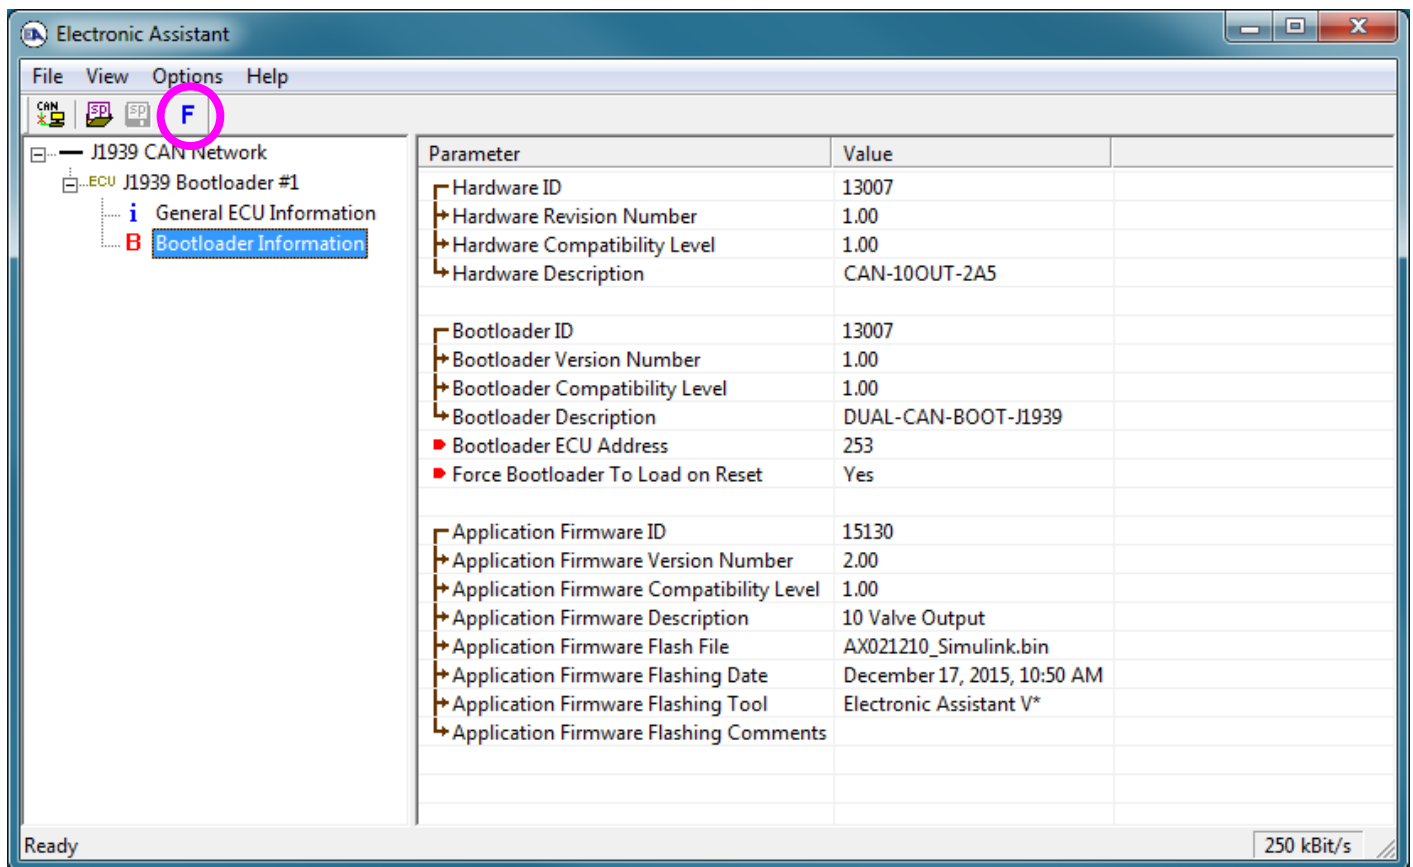 Electronic Assistant
File View Options Help
CAN SP SP F
J1939 CAN Network
ECU J1939 Bootloader #1
i General ECU Information
B Bootloader Information
Parameter Value
Hardware ID 13007
Hardware Revision Number 1.00
Hardware Compatibility Level 1.00
Hardware Description CAN-10OUT-2A5
Bootloader ID 13007
Bootloader Version Number 1.00
Bootloader Compatibility Level 1.00
Bootloader Description DUAL-CAN-BOOT-J1939
Bootloader ECU Address 253
Force Bootloader To Load on Reset Yes
Application Firmware ID 15130
Application Firmware Version Number 2.00
Application Firmware Compatibility Level 1.00
Application Firmware Description 10 Valve Output
Application Firmware Flash File AX021210_Simulink.bin
Application Firmware Flashing Date December 17, 2015, 10:50 AM
Application Firmware Flashing Tool Electronic Assistant V*
Application Firmware Flashing Comments
Ready 250 kBit/s